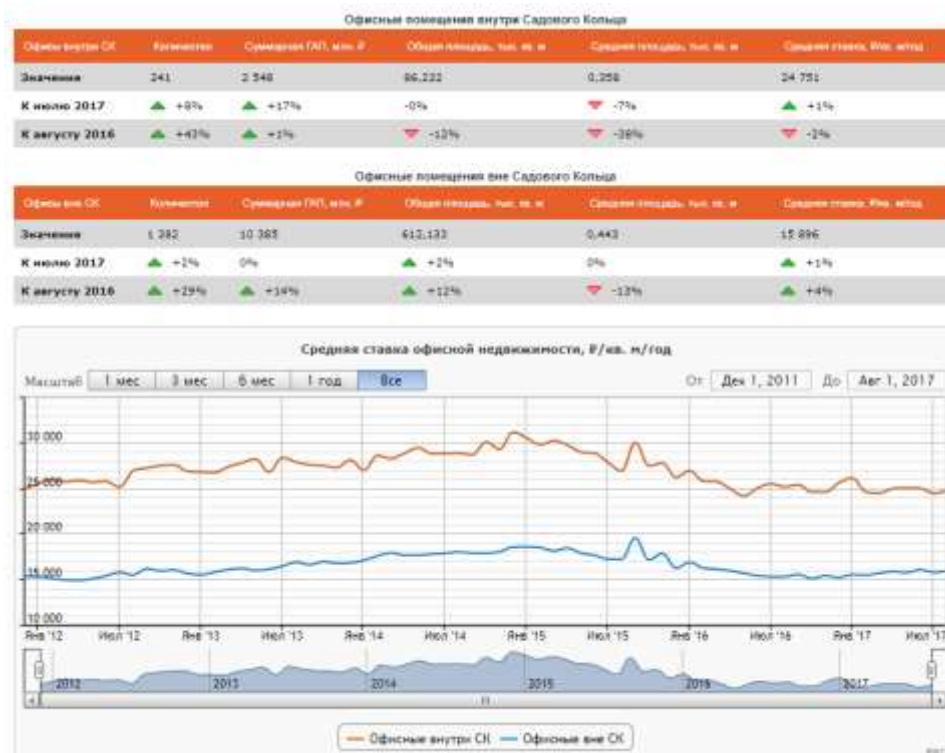 Офисные помещения внутри Садового Кольца
Офисы внутри СК Количество Суммарная ГАП, млн. ₽ Общая площадь, тыс. кв. м Средняя площадь, тыс. кв. м Средняя ставка, ₽/кв. м/год
Значения 241 2 548 86,232 0,358 24 751
К июлю 2017 +8% +17% -0% -7% +1%
К августу 2016 +43% +1% -12% -38% -2%
Офисные помещения вне Садового Кольца
Офисы вне СК Количество Суммарная ГАП, млн. ₽ Общая площадь, тыс. кв. м Средняя площадь, тыс. кв. м Средняя ставка, ₽/кв. м/год
Значения 1 382 10 385 612,133 0,443 15 896
К июлю 2017 +2% 0% +2% 0% +1%
К августу 2016 +29% +14% +12% -13% +4%
Средняя ставка офисной недвижимости, ₽/кв. м/год
Масштаб 1 мес 3 мес 6 мес 1 год Все От Дек 1, 2011 До Авг 1, 2017
30 000
25 000
20 000
15 000
10 000
Янв '12 Июл '12 Янв '13 Июл '13 Янв '14 Июл '14 Янв '15 Июл '15 Янв '16 Июл '16 Янв '17 Июл '17
2012 2013 2014 2015 2016 2017
Офисные внутри СК Офисные вне СК